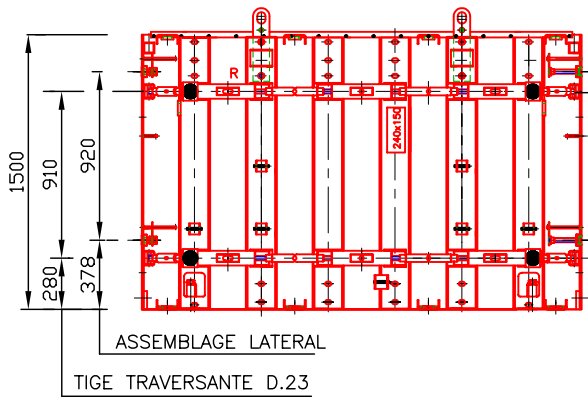 1500
910
280
920
378
R
240x150
ASSEMBLAGE LATERAL
TIGE TRAVERSANTE D.23